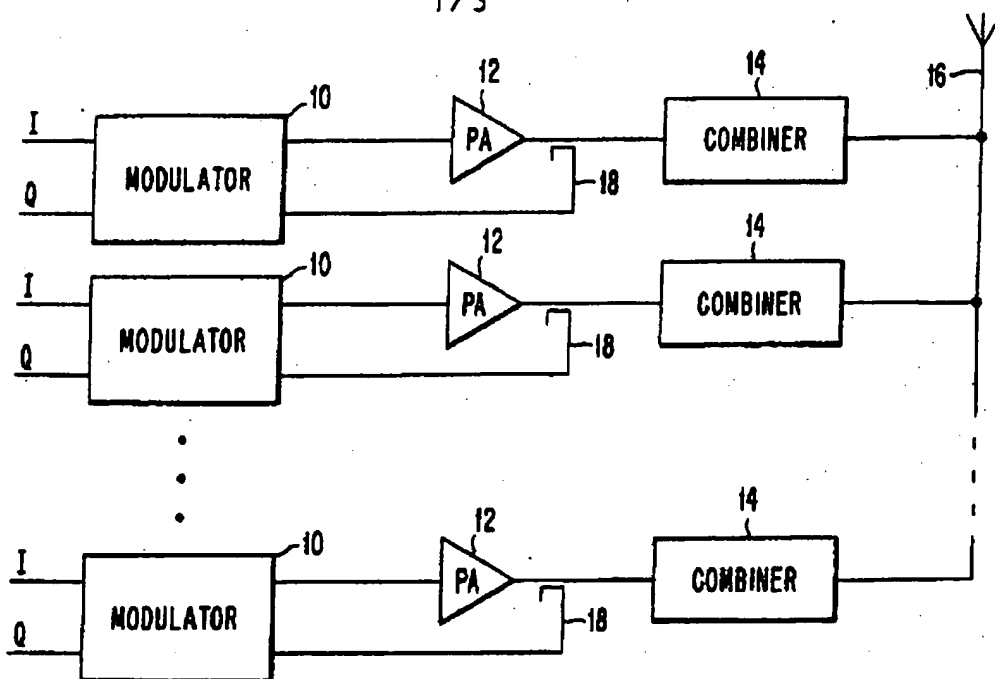 1/3
12
14
16
10
I
PA
COMBINER
MODULATOR
18
Q
12
14
10
I
PA
COMBINER
MODULATOR
18
Q
12
14
10
I
PA
COMBINER
MODULATOR
18
Q